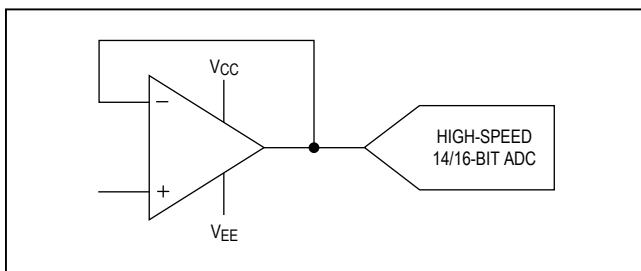 VCC
−
+
VEE
HIGH-SPEED
14/16-BIT ADC